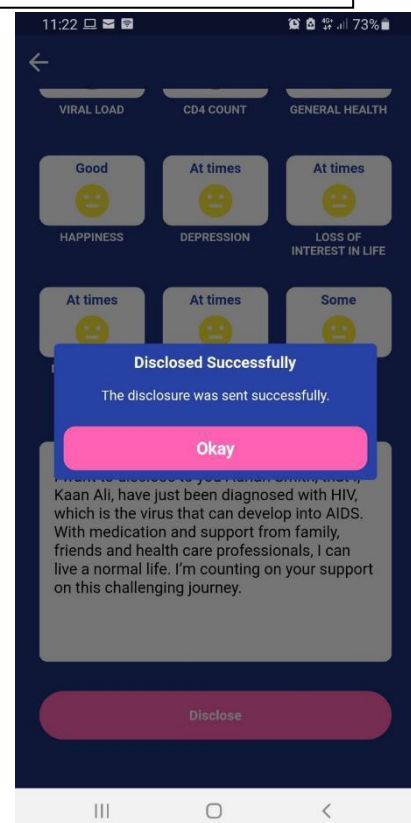 11:22
73%
VIRAL LOAD CD4 COUNT GENERAL HEALTH
Good At times At times
HAPPINESS DEPRESSION LOSS OF
INTEREST IN LIFE
At times At times Some
Disclosed Successfully
The disclosure was sent successfully.
Okay
Kaan Ali, have just been diagnosed with HIV,
which is the virus that can develop into AIDS.
With medication and support from family,
friends and health care professionals, I can
live a normal life. I'm counting on your support
on this challenging journey.
Disclose